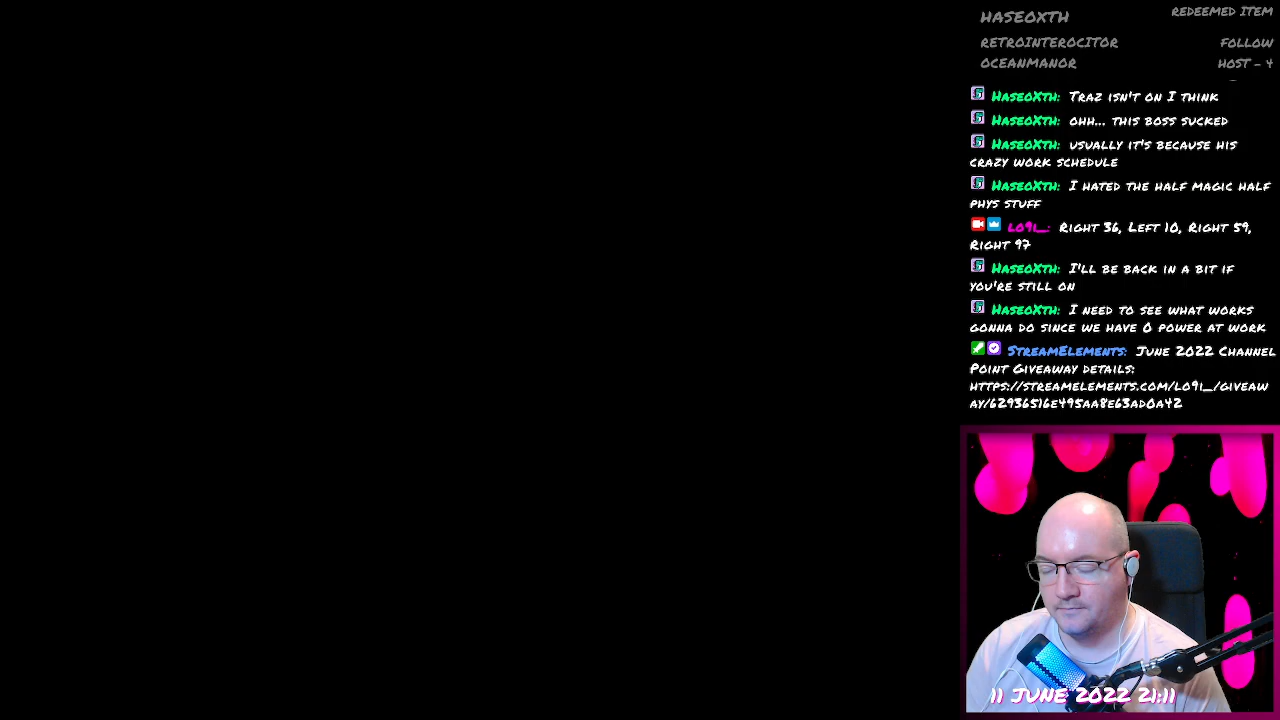 HASEOXTH REDEEMED ITEM
RETROINTEROCITOR FOLLOW
OCEANMANOR HOST - 4
HASEOXTH: TRAZ ISN'T ON I THINK
HASEOXTH: OHH... THIS BOSS SUCKED
HASEOXTH: USUALLY IT'S BECAUSE HIS
CRAZY WORK SCHEDULE
HASEOXTH: I HATED THE HALF MAGIC HALF
PHYS STUFF
LO9I_: RIGHT 36, LEFT 10, RIGHT 59,
RIGHT 97
HASEOXTH: I'LL BE BACK IN A BIT IF
YOU'RE STILL ON
HASEOXTH: I NEED TO SEE WHAT WORKS
GONNA DO SINCE WE HAVE 0 POWER AT WORK
STREAMELEMENTS: JUNE 2022 CHANNEL
POINT GIVEAWAY DETAILS:
HTTPS://STREAMELEMENTS.COM/LO9I_/GIVEAW
AY/62936516E495AA8E63AD0A42
11 JUNE 2022 21:11